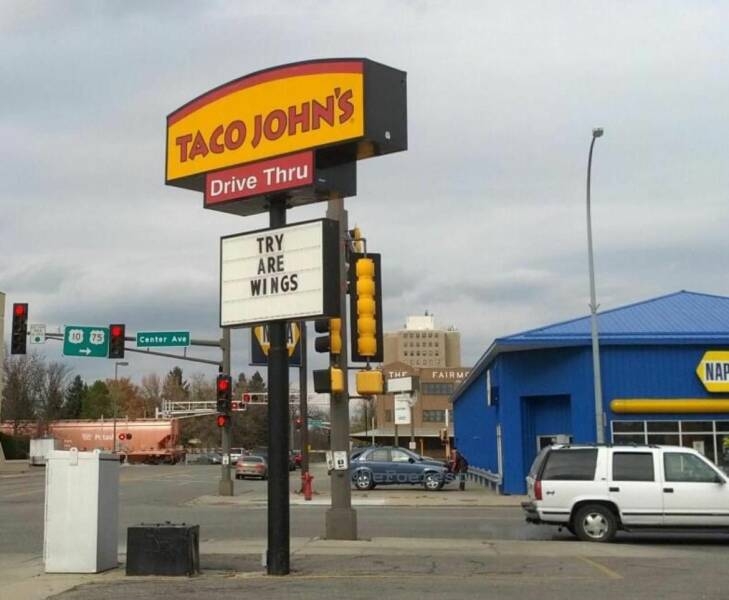 TACO JOHN'S
Drive Thru
TRY
ARE
WINGS
10 75
Center Ave
THE FAIRM
NAP